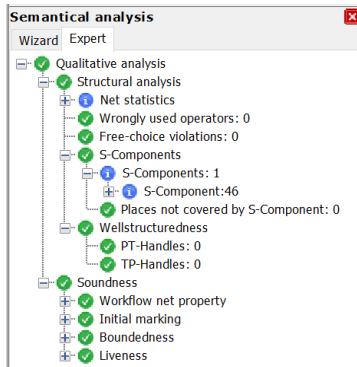 Semantical analysis
Wizard Expert
Qualitative analysis
Structural analysis
Net statistics
Wrongly used operators: 0
Free-choice violations: 0
S-Components
S-Components: 1
S-Component:46
Places not covered by S-Component: 0
Wellstructuredness
PT-Handles: 0
TP-Handles: 0
Soundness
Workflow net property
Initial marking
Boundedness
Liveness